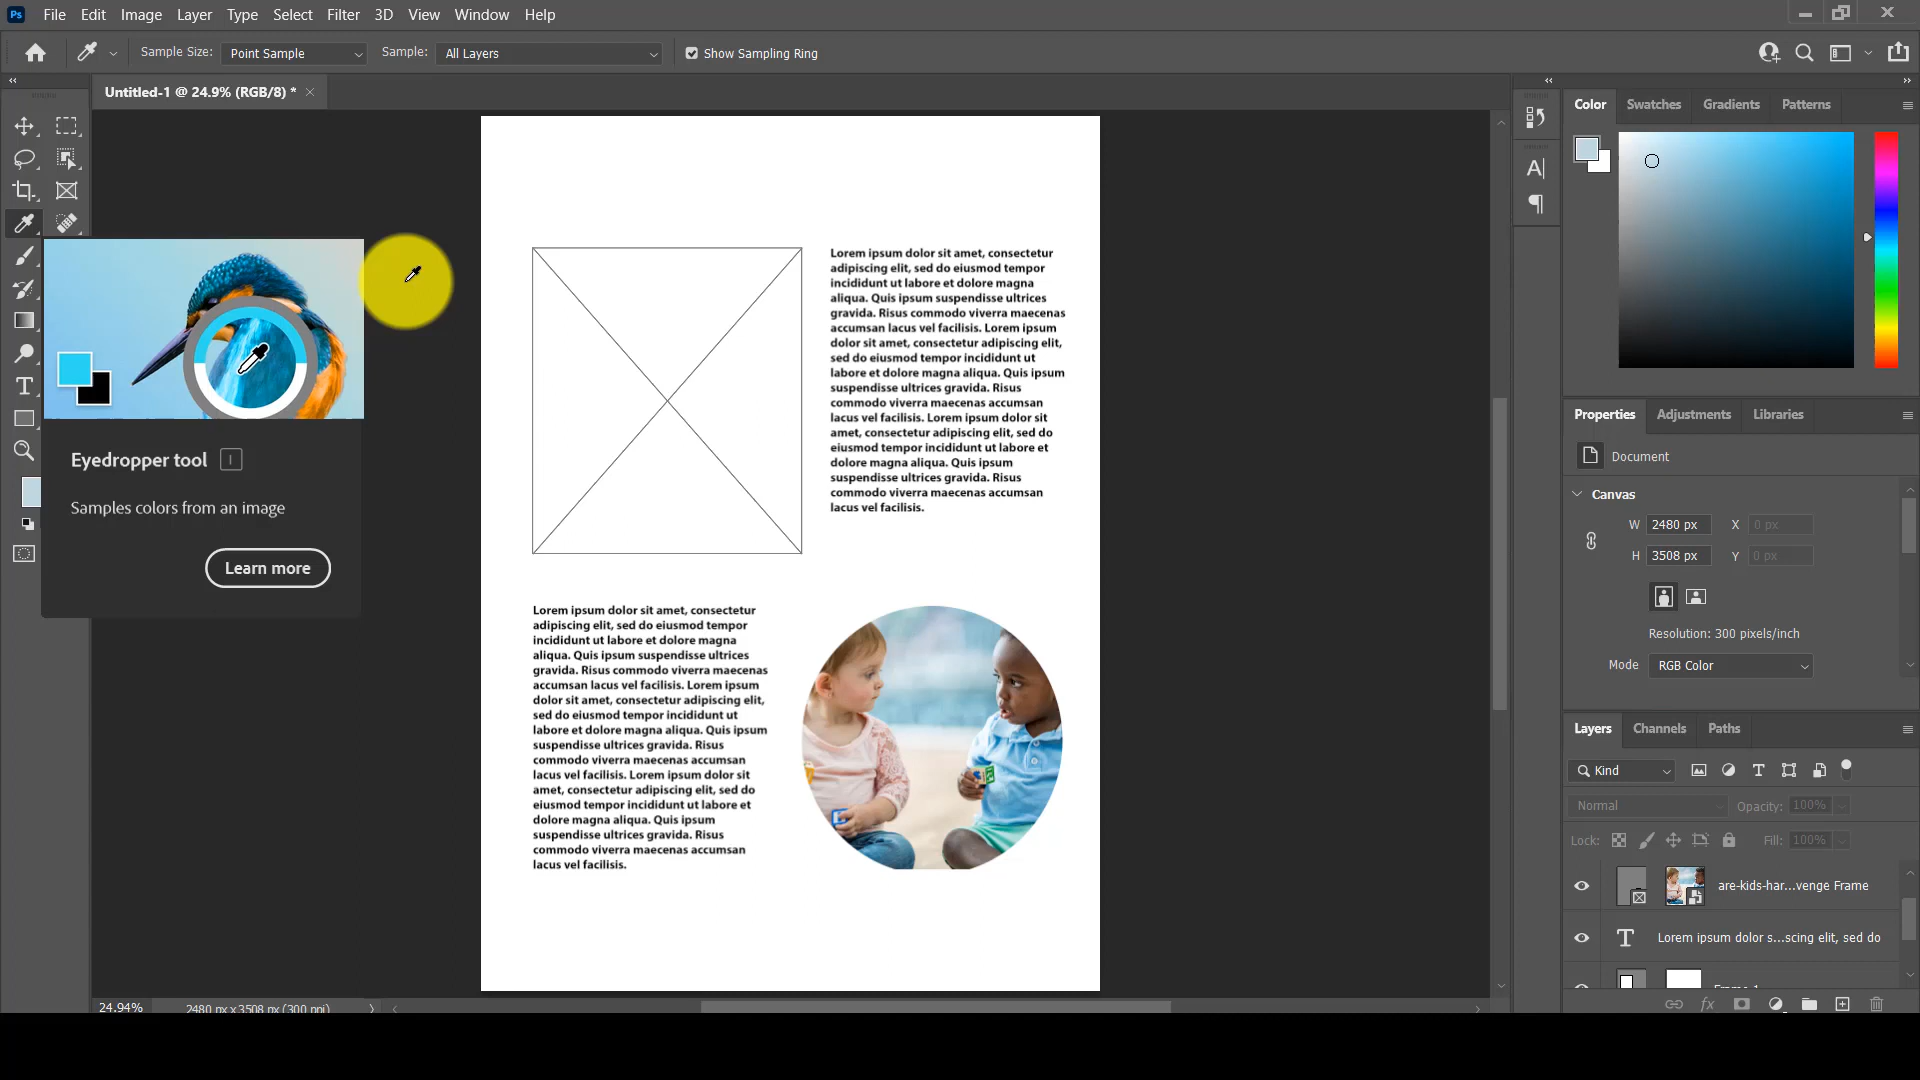 Ps File Edit Image Layer Type Select Filter 3D View Window Help
Sample Size: Point Sample Sample: All Layers Show Sampling Ring
Untitled-1 @ 24.9% (RGB/8) *
Color Swatches Gradients Patterns
Eyedropper tool I
Samples colors from an image
Learn more
Lorem ipsum dolor sit amet, consectetur
adipiscing elit, sed do eiusmod tempor
incididunt ut labore et dolore magna
aliqua. Quis ipsum suspendisse ultrices
gravida. Risus commodo viverra maecenas
accumsan lacus vel facilisis. Lorem ipsum
dolor sit amet, consectetur adipiscing elit,
sed do eiusmod tempor incididunt ut
labore et dolore magna aliqua. Quis ipsum
suspendisse ultrices gravida. Risus
commodo viverra maecenas accumsan
lacus vel facilisis. Lorem ipsum dolor sit
amet, consectetur adipiscing elit, sed do
eiusmod tempor incididunt ut labore et
dolore magna aliqua. Quis ipsum
suspendisse ultrices gravida. Risus
commodo viverra maecenas accumsan
lacus vel facilisis.
Lorem ipsum dolor sit amet, consectetur
adipiscing elit, sed do eiusmod tempor
incididunt ut labore et dolore magna
aliqua. Quis ipsum suspendisse ultrices
gravida. Risus commodo viverra maecenas
accumsan lacus vel facilisis. Lorem ipsum
dolor sit amet, consectetur adipiscing elit,
sed do eiusmod tempor incididunt ut
labore et dolore magna aliqua. Quis ipsum
suspendisse ultrices gravida. Risus
commodo viverra maecenas accumsan
lacus vel facilisis. Lorem ipsum dolor sit
amet, consectetur adipiscing elit, sed do
eiusmod tempor incididunt ut labore et
dolore magna aliqua. Quis ipsum
suspendisse ultrices gravida. Risus
commodo viverra maecenas accumsan
lacus vel facilisis.
Properties Adjustments Libraries
Document
Canvas
W 2480 px X 0 px
H 3508 px Y 0 px
Resolution: 300 pixels/inch
Mode RGB Color
Layers Channels Paths
Kind
Normal Opacity: 100%
Lock: Fill: 100%
are-kids-har...venge Frame
Lorem ipsum dolor s...scing elit, sed do
Frame 1
24.94% 2480 px x 3508 px (300 ppi)